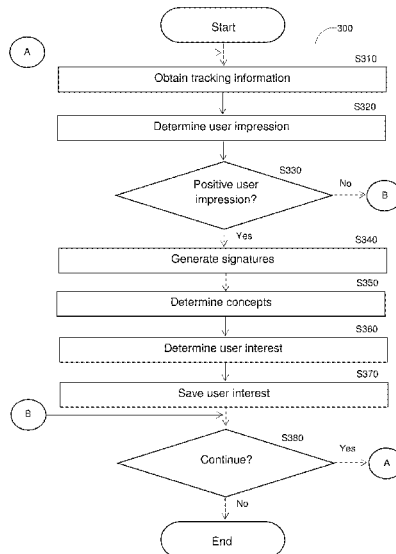 Start
300
A
S310
Obtain tracking information
S320
Determine user impression
S330
Positive user
impression?
No
B
Yes
S340
Generate signatures
S350
Determine concepts
S360
Determine user interest
S370
Save user interest
B
S380
Continue?
Yes
A
No
End